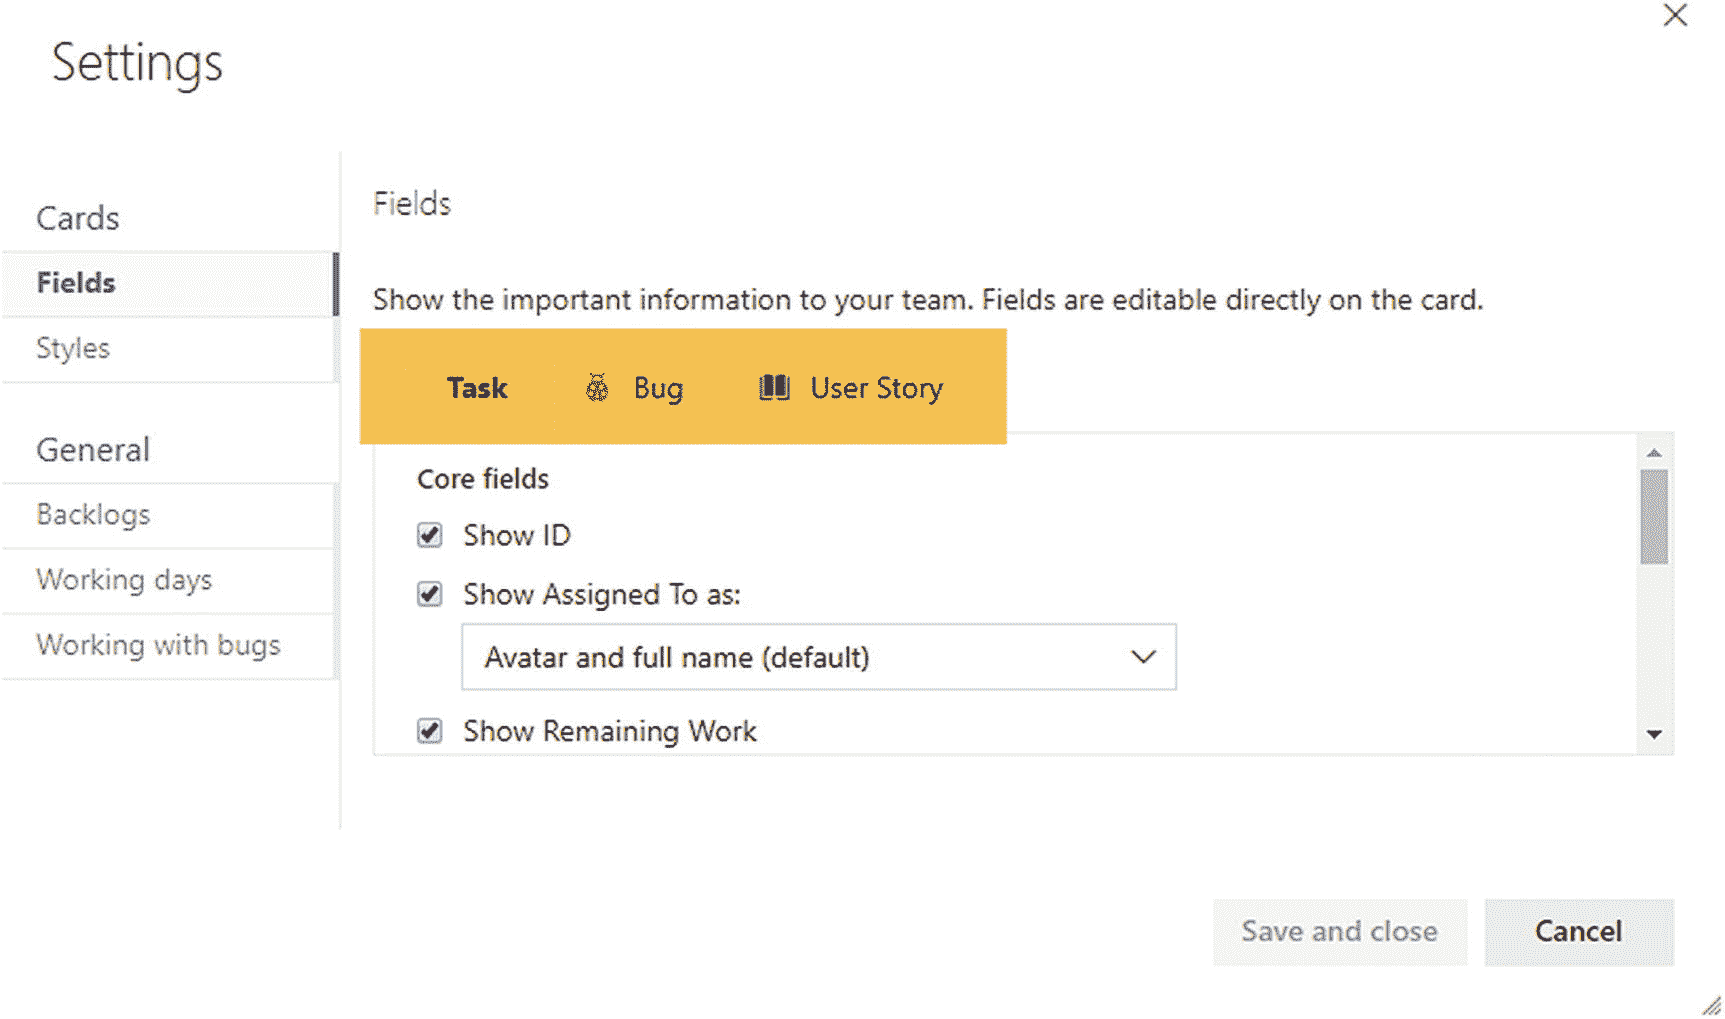 Settings
Cards
Fields
Styles
General
Backlogs
Working days
Working with bugs
Fields
Show the important information to your team. Fields are editable directly on the card.
Task Bug User Story
Core fields
Show ID
Show Assigned To as:
Avatar and full name (default)
Show Remaining Work
Save and close Cancel